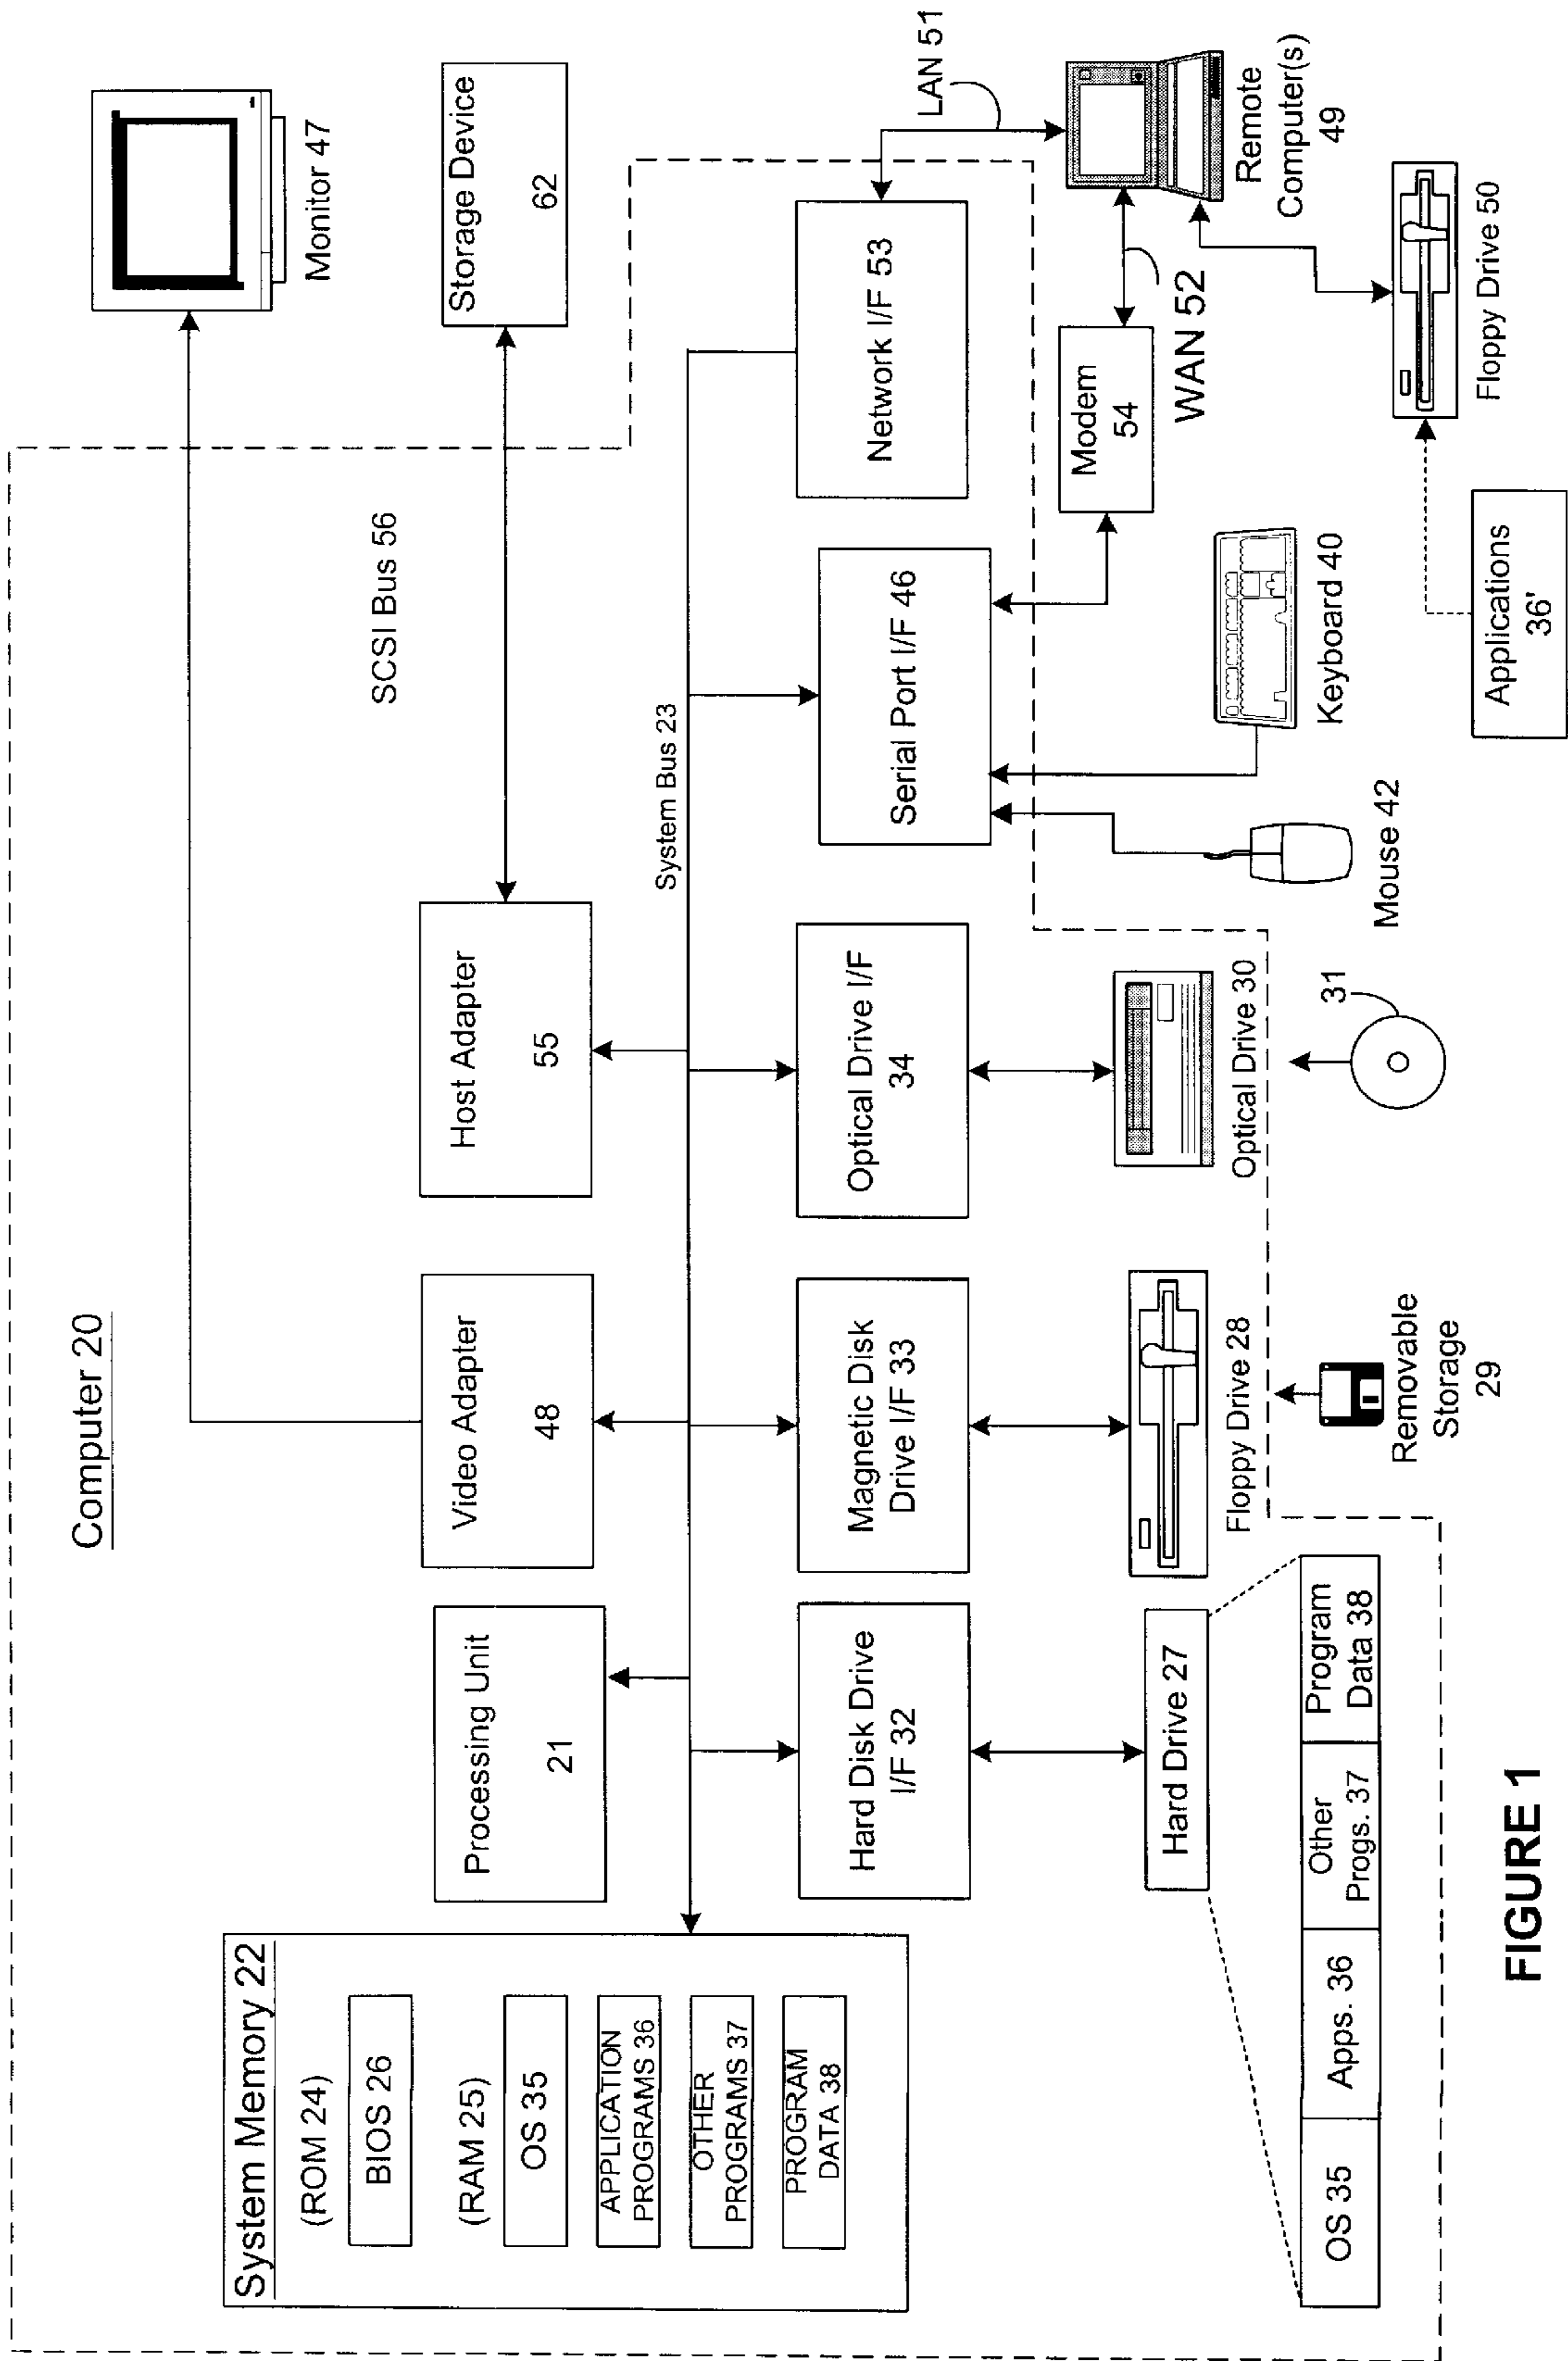 Computer 20
Monitor 47
System Memory 22
(ROM 24)
BIOS 26
(RAM 25)
OS 35
APPLICATION
PROGRAMS 36
OTHER
PROGRAMS 37
PROGRAM
DATA 38
Processing Unit
21
Video Adapter
48
Host Adapter
55
SCSI Bus 56
Storage Device
62
System Bus 23
Hard Disk Drive
I/F 32
Magnetic Disk
Drive I/F 33
Optical Drive I/F
34
Serial Port I/F 46
Network I/F 53
LAN 51
Hard Drive 27
Floppy Drive 28
Optical Drive 30
Modem
54
WAN 52
Remote
Computer(s)
49
OS 35
Apps. 36
Other
Progs. 37
Program
Data 38
Removable
Storage
29
31
Mouse 42
Keyboard 40
Floppy Drive 50
Applications
36'
FIGURE 1